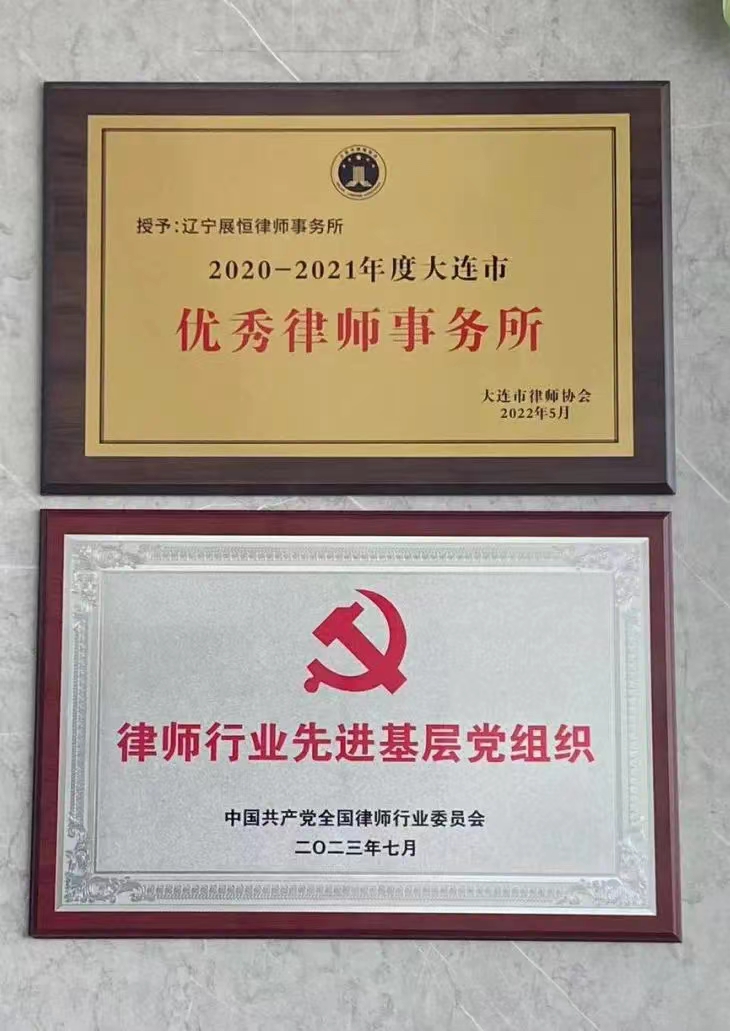 授予:辽宁展恒律师事务所
2020-2021年度大连市
优秀律师事务所
大连市律师协会
2022年5月
律师行业先进基层党组织
中国共产党全国律师行业委员会
二〇二三年七月